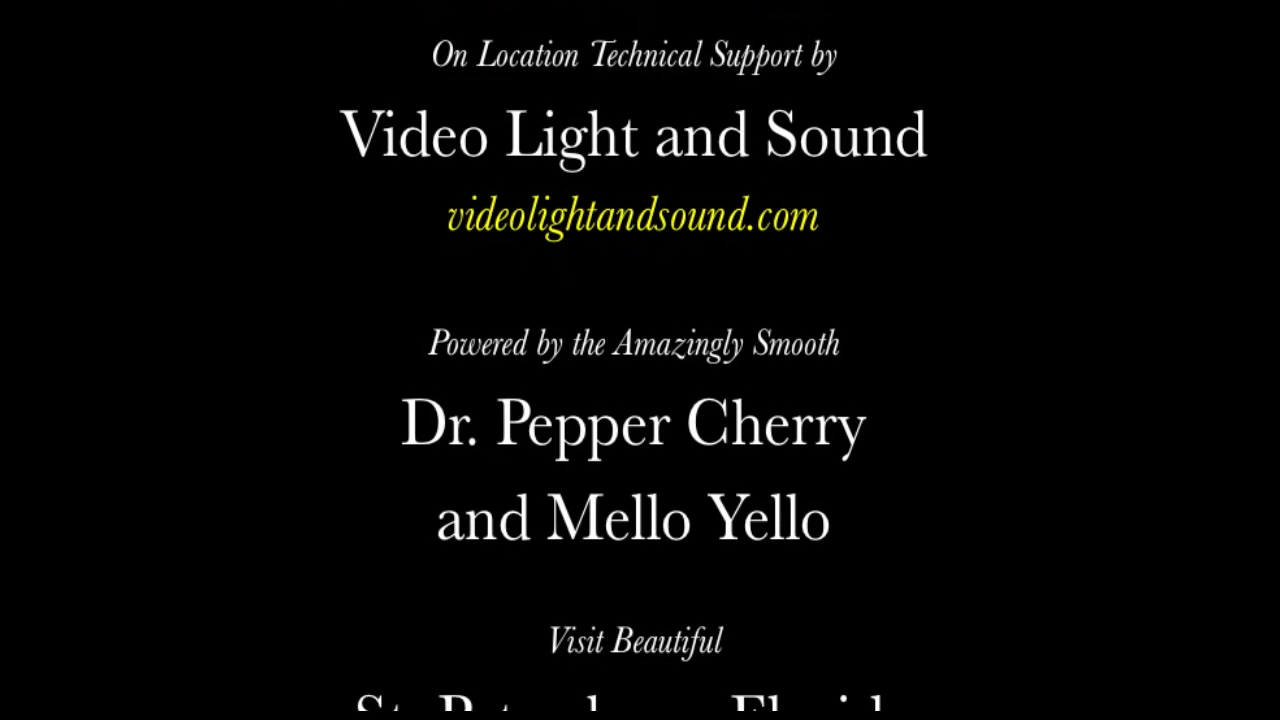 On Location Technical Support by
Video Light and Sound
videolightandsound.com
Powered by the Amazingly Smooth
Dr. Pepper Cherry
and Mello Yello
Visit Beautiful